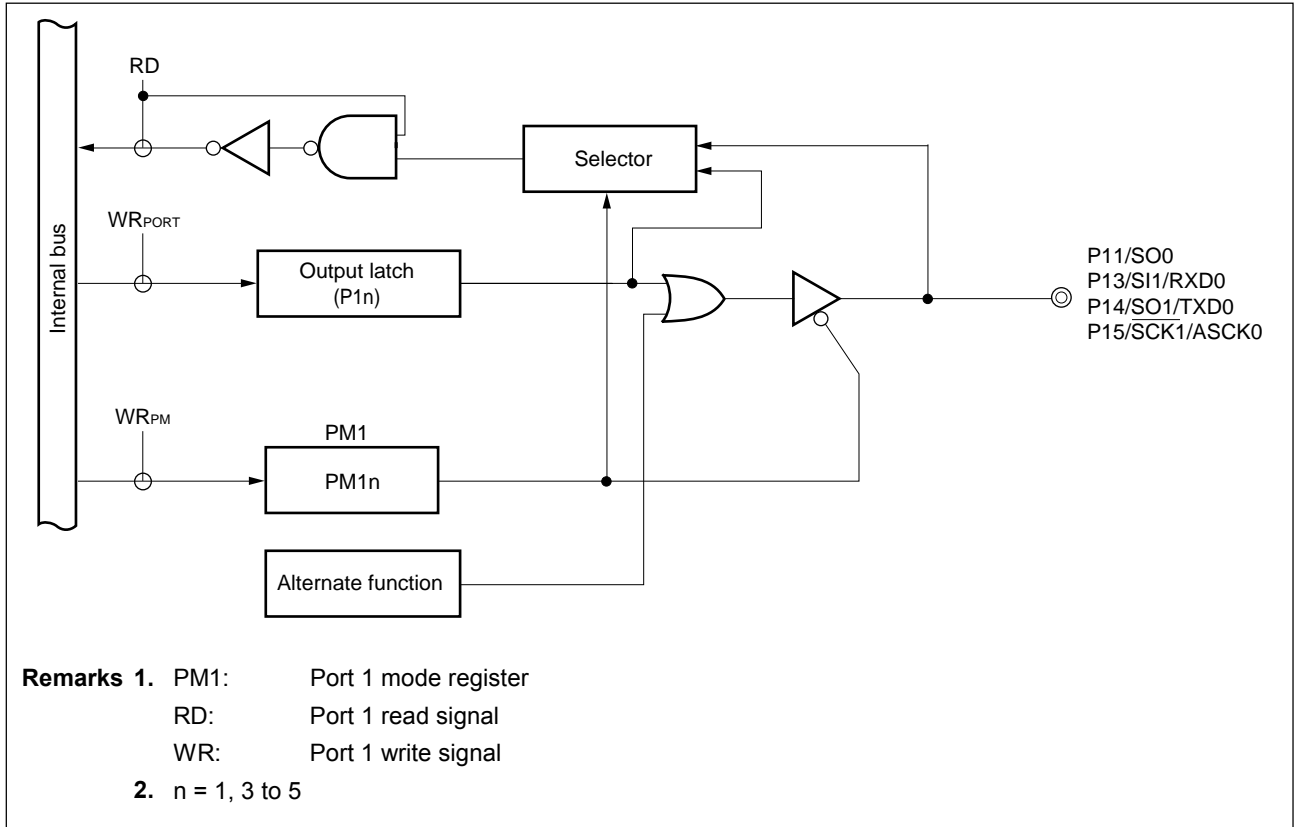 RD
Selector
WRPORT
Internal bus
Output latch
(P1n)
P11/SO0
P13/SI1/RXD0
P14/SO1/TXD0
P15/S̅C̅K̅1̅/ASCK0
WRPM
PM1
PM1n
Alternate function
Remarks 1. PM1: Port 1 mode register
RD: Port 1 read signal
WR: Port 1 write signal
2. n = 1, 3 to 5